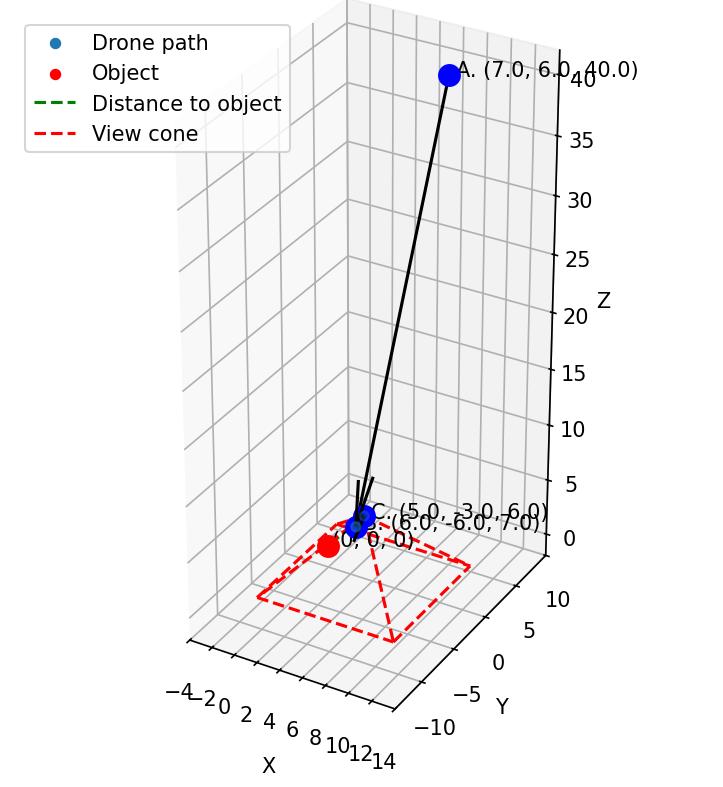 Drone path
Object
Distance to object
View cone
A. (7.0, 6.0, 40.0)
40
35
30
25
Z
20
15
10
5
C. (5.0, -3.0, 6.0)
B. (6.0, -6.0, 7.0)
(0, 0, 0)
0
10
5
0
−5
Y
−10
−4
−2
0
2
4
6
8
10
12
14
X